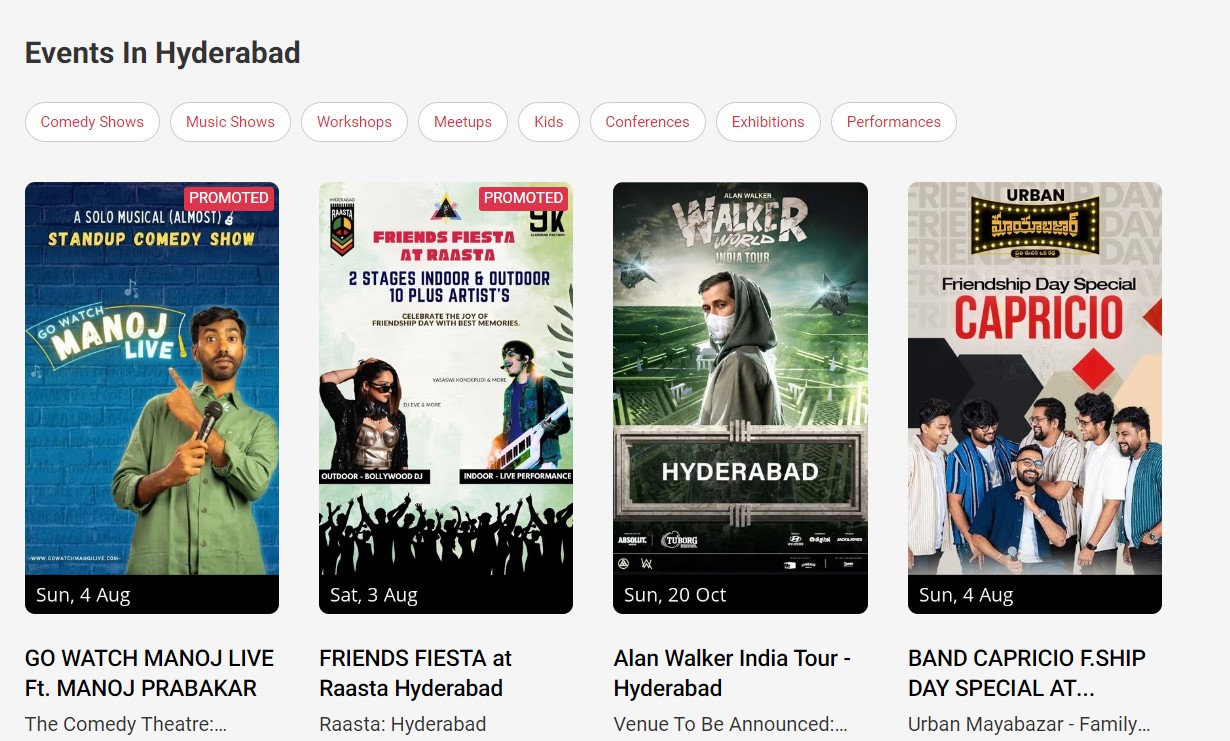 Events In Hyderabad
Comedy Shows
Music Shows
Workshops
Meetups
Kids
Conferences
Exhibitions
Performances
PROMOTED
A SOLO MUSICAL (ALMOST)
STANDUP COMEDY SHOW
GO WATCH
MANOJ
LIVE
WWW.GOWATCHMANOJLIVE.COM
Sun, 4 Aug
GO WATCH MANOJ LIVE
Ft. MANOJ PRABAKAR
The Comedy Theatre:...
PROMOTED
HYDERABAD
RAASTA
9K
FRIENDS FIESTA
AT RAASTA
2 STAGES INDOOR & OUTDOOR
10 PLUS ARTIST'S
CELEBRATE THE JOY OF
FRIENDSHIP DAY WITH BEST MEMORIES.
YASASWI KONDEPUDI & MORE
DJ EVE & MORE
OUTDOOR - BOLLYWOOD DJ
INDOOR - LIVE PERFORMANCE
Sat, 3 Aug
FRIENDS FIESTA at
Raasta Hyderabad
Raasta: Hyderabad
ALAN WALKER
WALKER
WORLD
INDIA TOUR
HYDERABAD
ABSOLUT.
TUBORG
Sun, 20 Oct
Alan Walker India Tour -
Hyderabad
Venue To Be Announced:...
FRIENDSHIP DAY
URBAN
మాయాబజార్
Friendship Day Special
CAPRICIO
Sun, 4 Aug
BAND CAPRICIO F.SHIP
DAY SPECIAL AT...
Urban Mayabazar - Family...